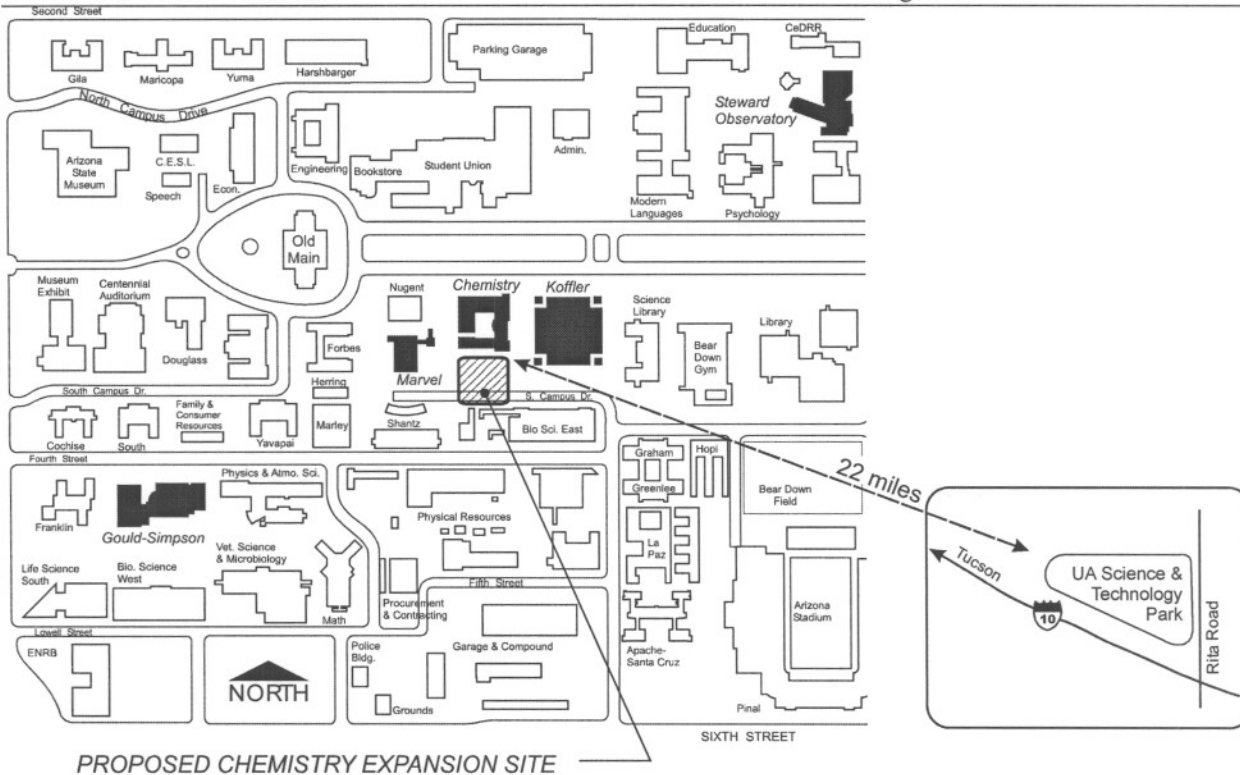 Second Street
Gila
Maricopa
Yuma
Harshbarger
Parking Garage
Education
CeDRR
North Campus Drive
Steward
Observatory
Arizona
State
Museum
C.E.S.L.
Speech
Econ.
Engineering
Bookstore
Student Union
Admin.
Modern
Languages
Psychology
Old
Main
Museum
Exhibit
Centennial
Auditorium
Douglass
Nugent
Chemistry
Koffler
Science
Library
Library
Forbes
Bear
Down
Gym
Marvel
Herring
South Campus Dr.
S. Campus Dr.
Family &
Consumer
Resources
Cochise
South
Yavapai
Marley
Shantz
Bio Sci. East
Fourth Street
Graham
Greenlee
Hopi
22 miles
Bear Down
Field
Physics & Atmo. Sci.
Franklin
Gould-Simpson
Physical Resources
La
Paz
Vet. Science
& Microbiology
Life Science
South
Bio. Science
West
Fifth Street
Tucson
10
UA Science &
Technology
Park
Rita Road
Math
Procurement
& Contracting
Arizona
Stadium
Lowell Street
ENRB
NORTH
Police
Bldg.
Garage & Compound
Apache-
Santa Cruz
Grounds
Pinal
SIXTH STREET
PROPOSED CHEMISTRY EXPANSION SITE